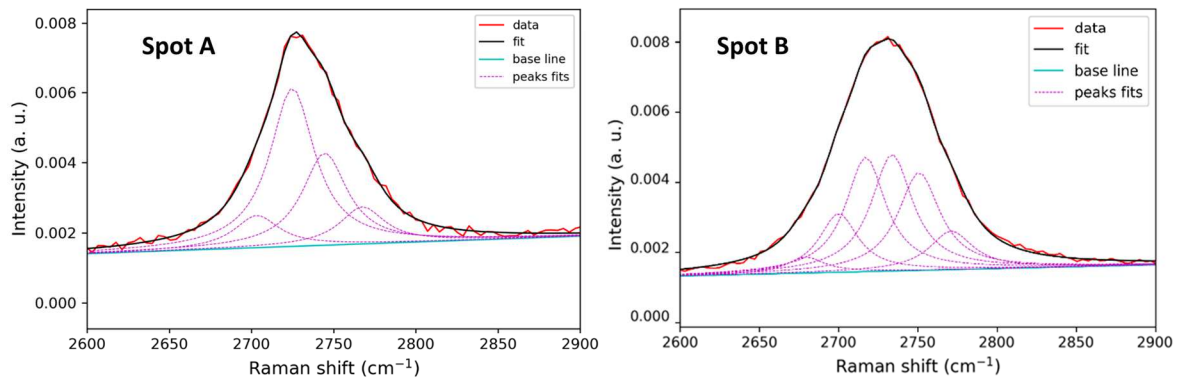 Spot A
data
fit
base line
peaks fits
0.008
0.006
0.004
0.002
0.000
Intensity (a. u.)
2600 2650 2700 2750 2800 2850 2900
Raman shift (cm⁻¹)
Spot B
data
fit
base line
peaks fits
0.008
0.006
0.004
0.002
0.000
Intensity (a. u.)
2600 2650 2700 2750 2800 2850 2900
Raman shift (cm⁻¹)